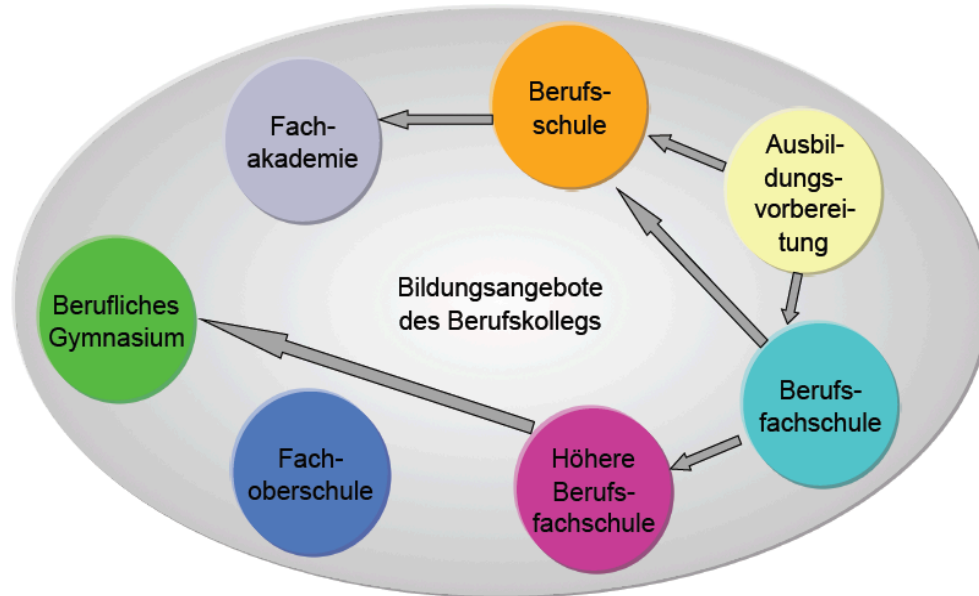 Berufs-
schule
Fach-
akademie
Ausbil-
dungs-
vorberei-
tung
Bildungsangebote
des Berufskollegs
Berufliches
Gymnasium
Berufs-
fachschule
Fach-
oberschule
Höhere
Berufs-
fachschule